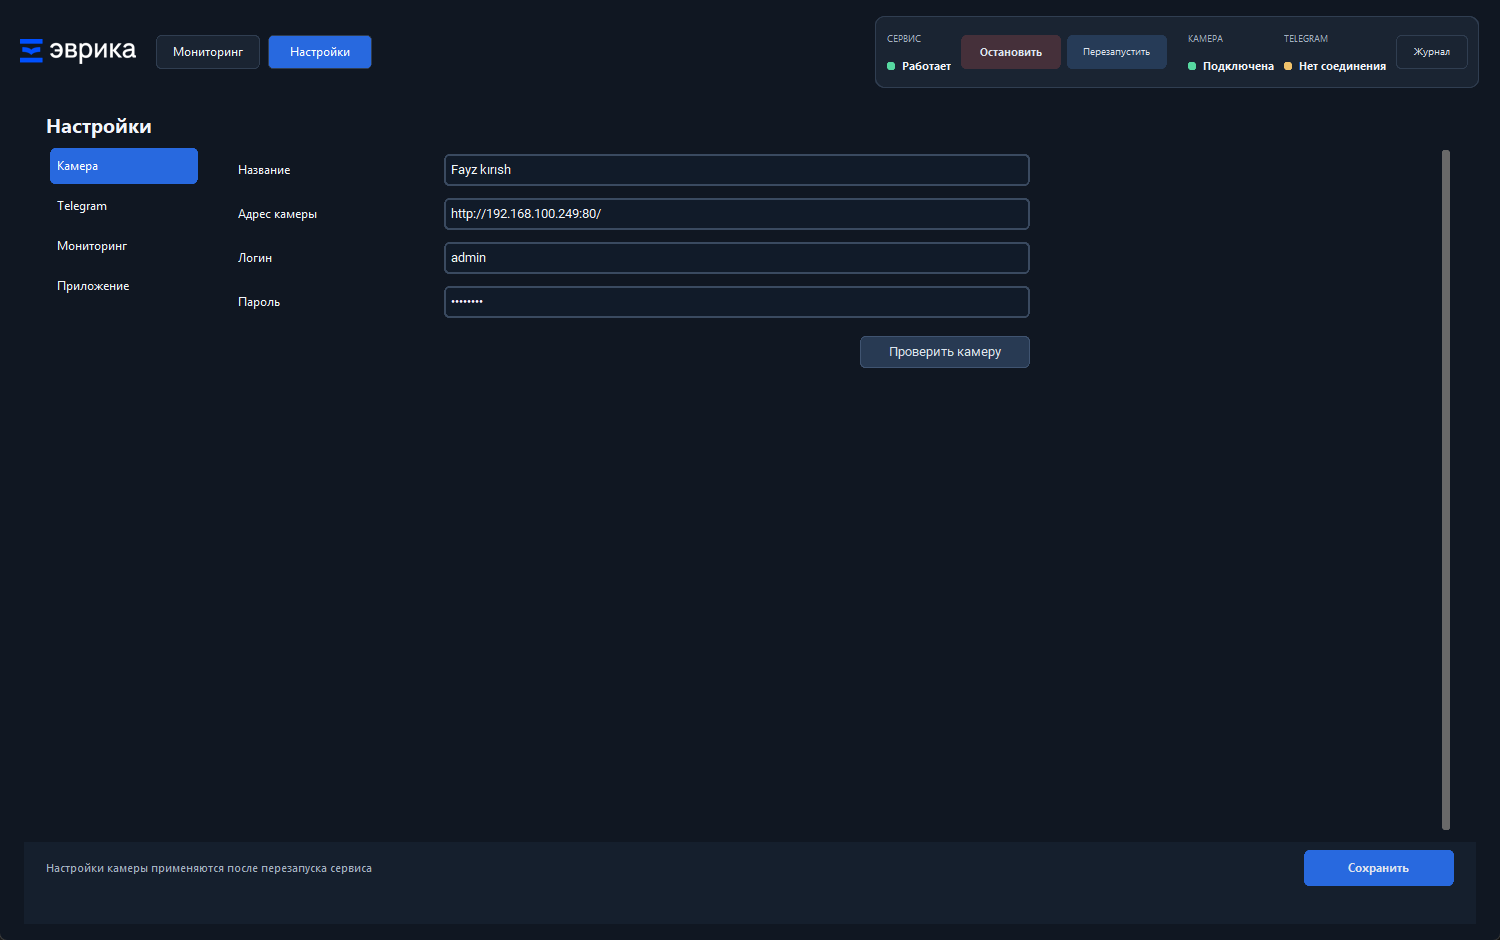 эврика
Мониторинг
Настройки
СЕРВИС
Работает
Остановить
Перезапустить
КАМЕРА
Подключена
TELEGRAM
Нет соединения
Журнал
Настройки
Камера
Telegram
Мониторинг
Приложение
Название
Fayz kırısh
Адрес камеры
http://192.168.100.249:80/
Логин
admin
Пароль
••••••••
Проверить камеру
Настройки камеры применяются после перезапуска сервиса
Сохранить